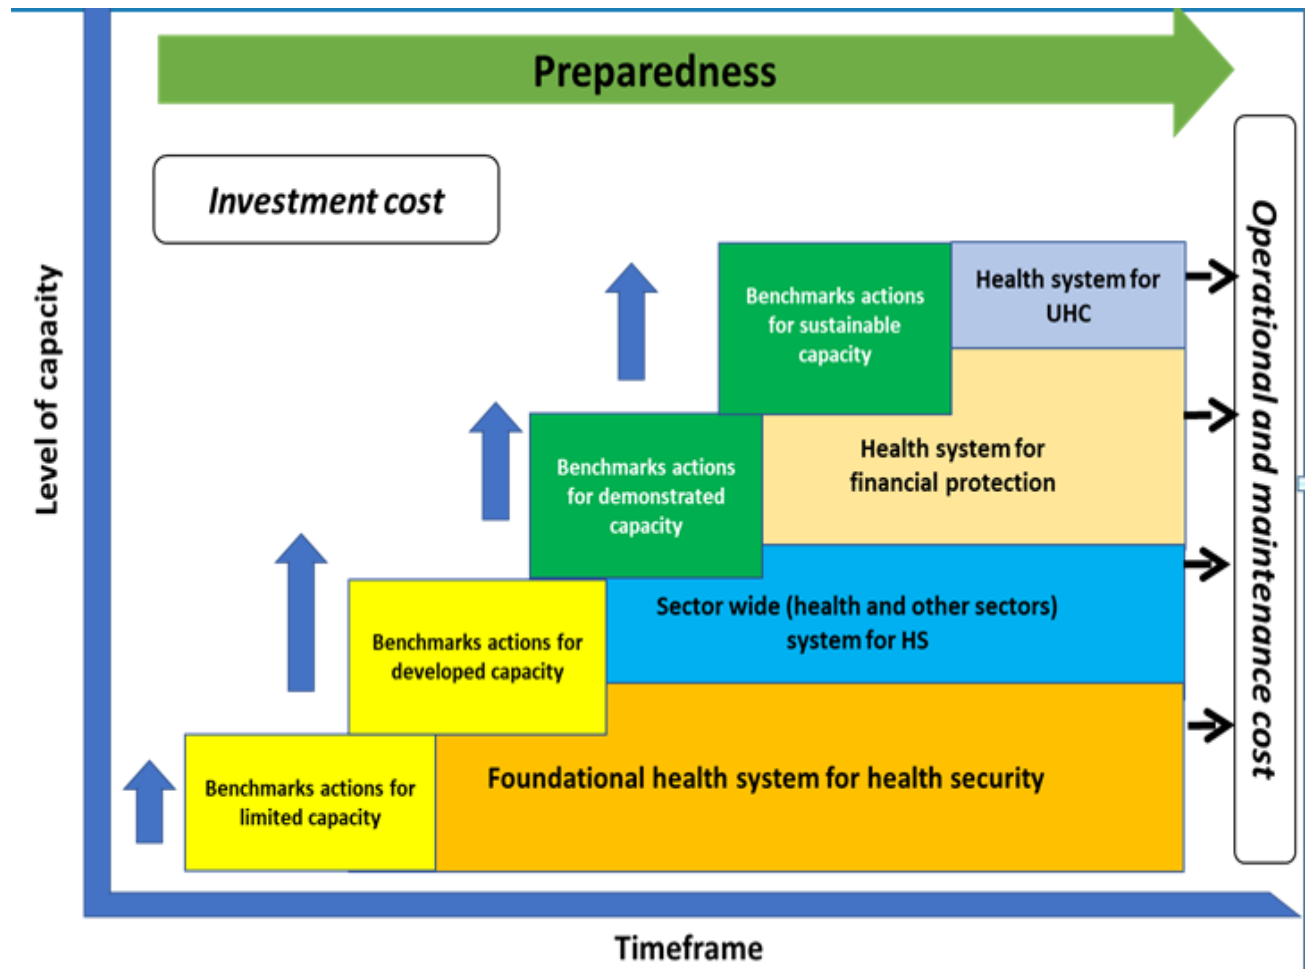 Preparedness
Investment cost
Level of capacity
Benchmarks actions
for sustainable
capacity
Health system for
UHC
Benchmarks actions
for demonstrated
capacity
Health system for
financial protection
Benchmarks actions for
developed capacity
Sector wide (health and other sectors)
system for HS
Benchmarks actions for
limited capacity
Foundational health system for health security
Operational and maintenance cost
Timeframe